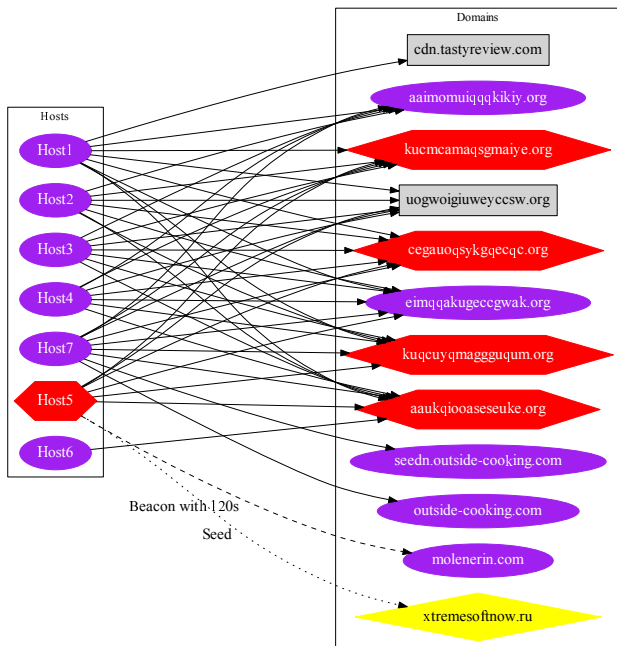 Domains
cdn.tastyreview.com
aaimomuiqqqkikiy.org
Hosts
Host1
kucmcamaqsgmaiye.org
Host2
uogwoigiuweyccsw.org
Host3
cegauoqsykgqecqc.org
Host4
eimqqakugeccgwak.org
Host7
kuqcuyqmaggguqum.org
Host5
aaukqiooaseseuke.org
Host6
seedn.outside-cooking.com
Beacon with 120s
outside-cooking.com
Seed
molenerin.com
xtremesoftnow.ru